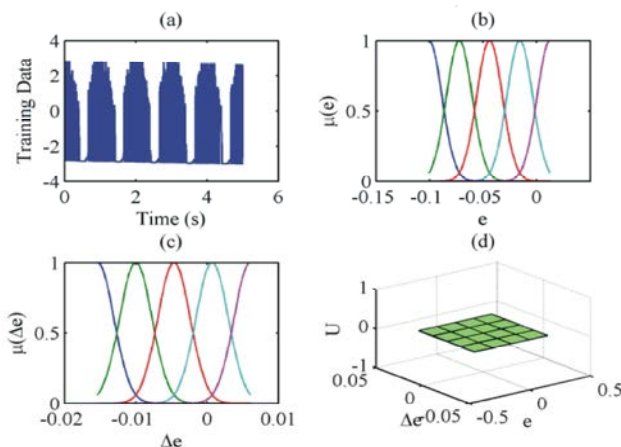 (a)
4
2
0
-2
-4
Training Data
0 2 4 6
Time (s)
(b)
1
0.5
0
μ(e)
-0.15 -0.1 -0.05 0
e
(c)
1
0.5
0
μ(Δe)
-0.02 -0.01 0 0.01
Δe
(d)
1
0
-1
U
0.05
0
-0.05
Δe
-0.5
0
0.5
e